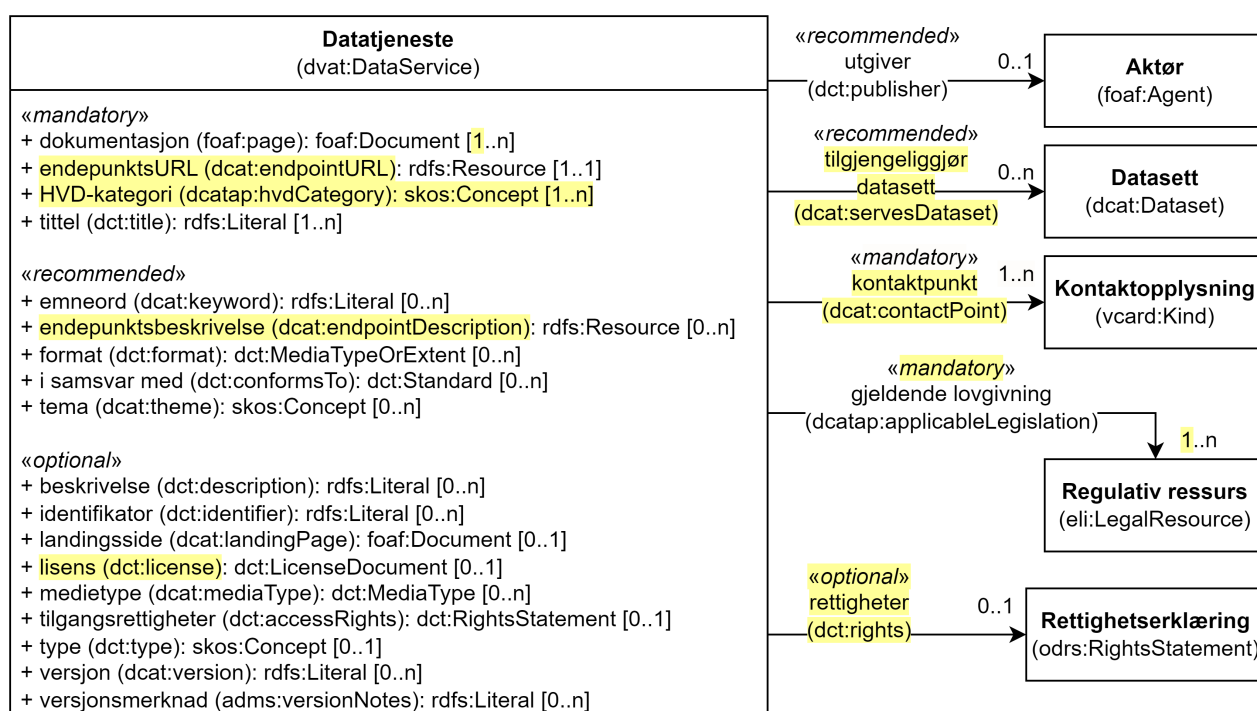 Datatjeneste
(dvat:DataService)
«mandatory»
+ dokumentasjon (foaf:page): foaf:Document [1..n]
+ endepunktsURL (dcat:endpointURL): rdfs:Resource [1..1]
+ HVD-kategori (dcatap:hvdCategory): skos:Concept [1..n]
+ tittel (dct:title): rdfs:Literal [1..n]
«recommended»
+ emneord (dcat:keyword): rdfs:Literal [0..n]
+ endepunktsbeskrivelse (dcat:endpointDescription): rdfs:Resource [0..n]
+ format (dct:format): dct:MediaTypeOrExtent [0..n]
+ i samsvar med (dct:conformsTo): dct:Standard [0..n]
+ tema (dcat:theme): skos:Concept [0..n]
«optional»
+ beskrivelse (dct:description): rdfs:Literal [0..n]
+ identifikator (dct:identifier): rdfs:Literal [0..n]
+ landingsside (dcat:landingPage): foaf:Document [0..1]
+ lisens (dct:license): dct:LicenseDocument [0..1]
+ medietype (dcat:mediaType): dct:MediaType [0..n]
+ tilgangsrettigheter (dct:accessRights): dct:RightsStatement [0..1]
+ type (dct:type): skos:Concept [0..1]
+ versjon (dcat:version): rdfs:Literal [0..n]
+ versjonsmerknad (adms:versionNotes): rdfs:Literal [0..n]
«recommended»
utgiver
(dct:publisher)
0..1
Aktør
(foaf:Agent)
«recommended»
tilgjengeliggjør
datasett
(dcat:servesDataset)
0..n
Datasett
(dcat:Dataset)
«mandatory»
kontaktpunkt
(dcat:contactPoint)
1..n
Kontaktopplysning
(vcard:Kind)
«mandatory»
gjeldende lovgivning
(dcatap:applicableLegislation)
1..n
Regulativ ressurs
(eli:LegalResource)
«optional»
rettigheter
(dct:rights)
0..1
Rettighetserklæring
(odrs:RightsStatement)